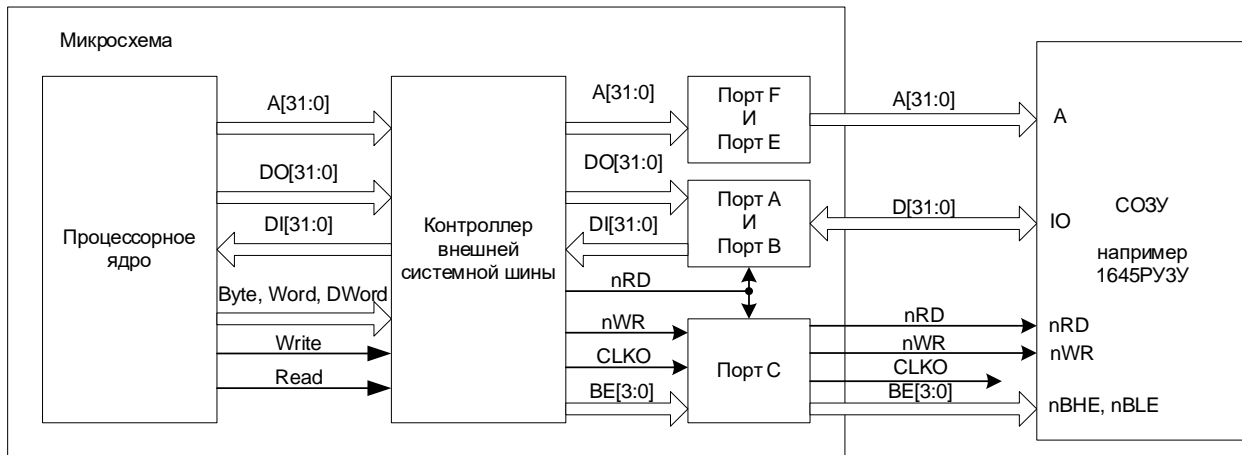 Микросхема
Процессорное
ядро
A[31:0]
DO[31:0]
DI[31:0]
Byte, Word, DWord
Write
Read
Контроллер
внешней
системной шины
A[31:0]
DO[31:0]
DI[31:0]
nRD
nWR
CLKO
BE[3:0]
Порт F
И
Порт E
Порт A
И
Порт B
Порт C
A[31:0]
D[31:0]
nRD
nWR
CLKO
BE[3:0]
A
IO
nRD
nWR
nBHE, nBLE
СОЗУ
например
1645РУ3У